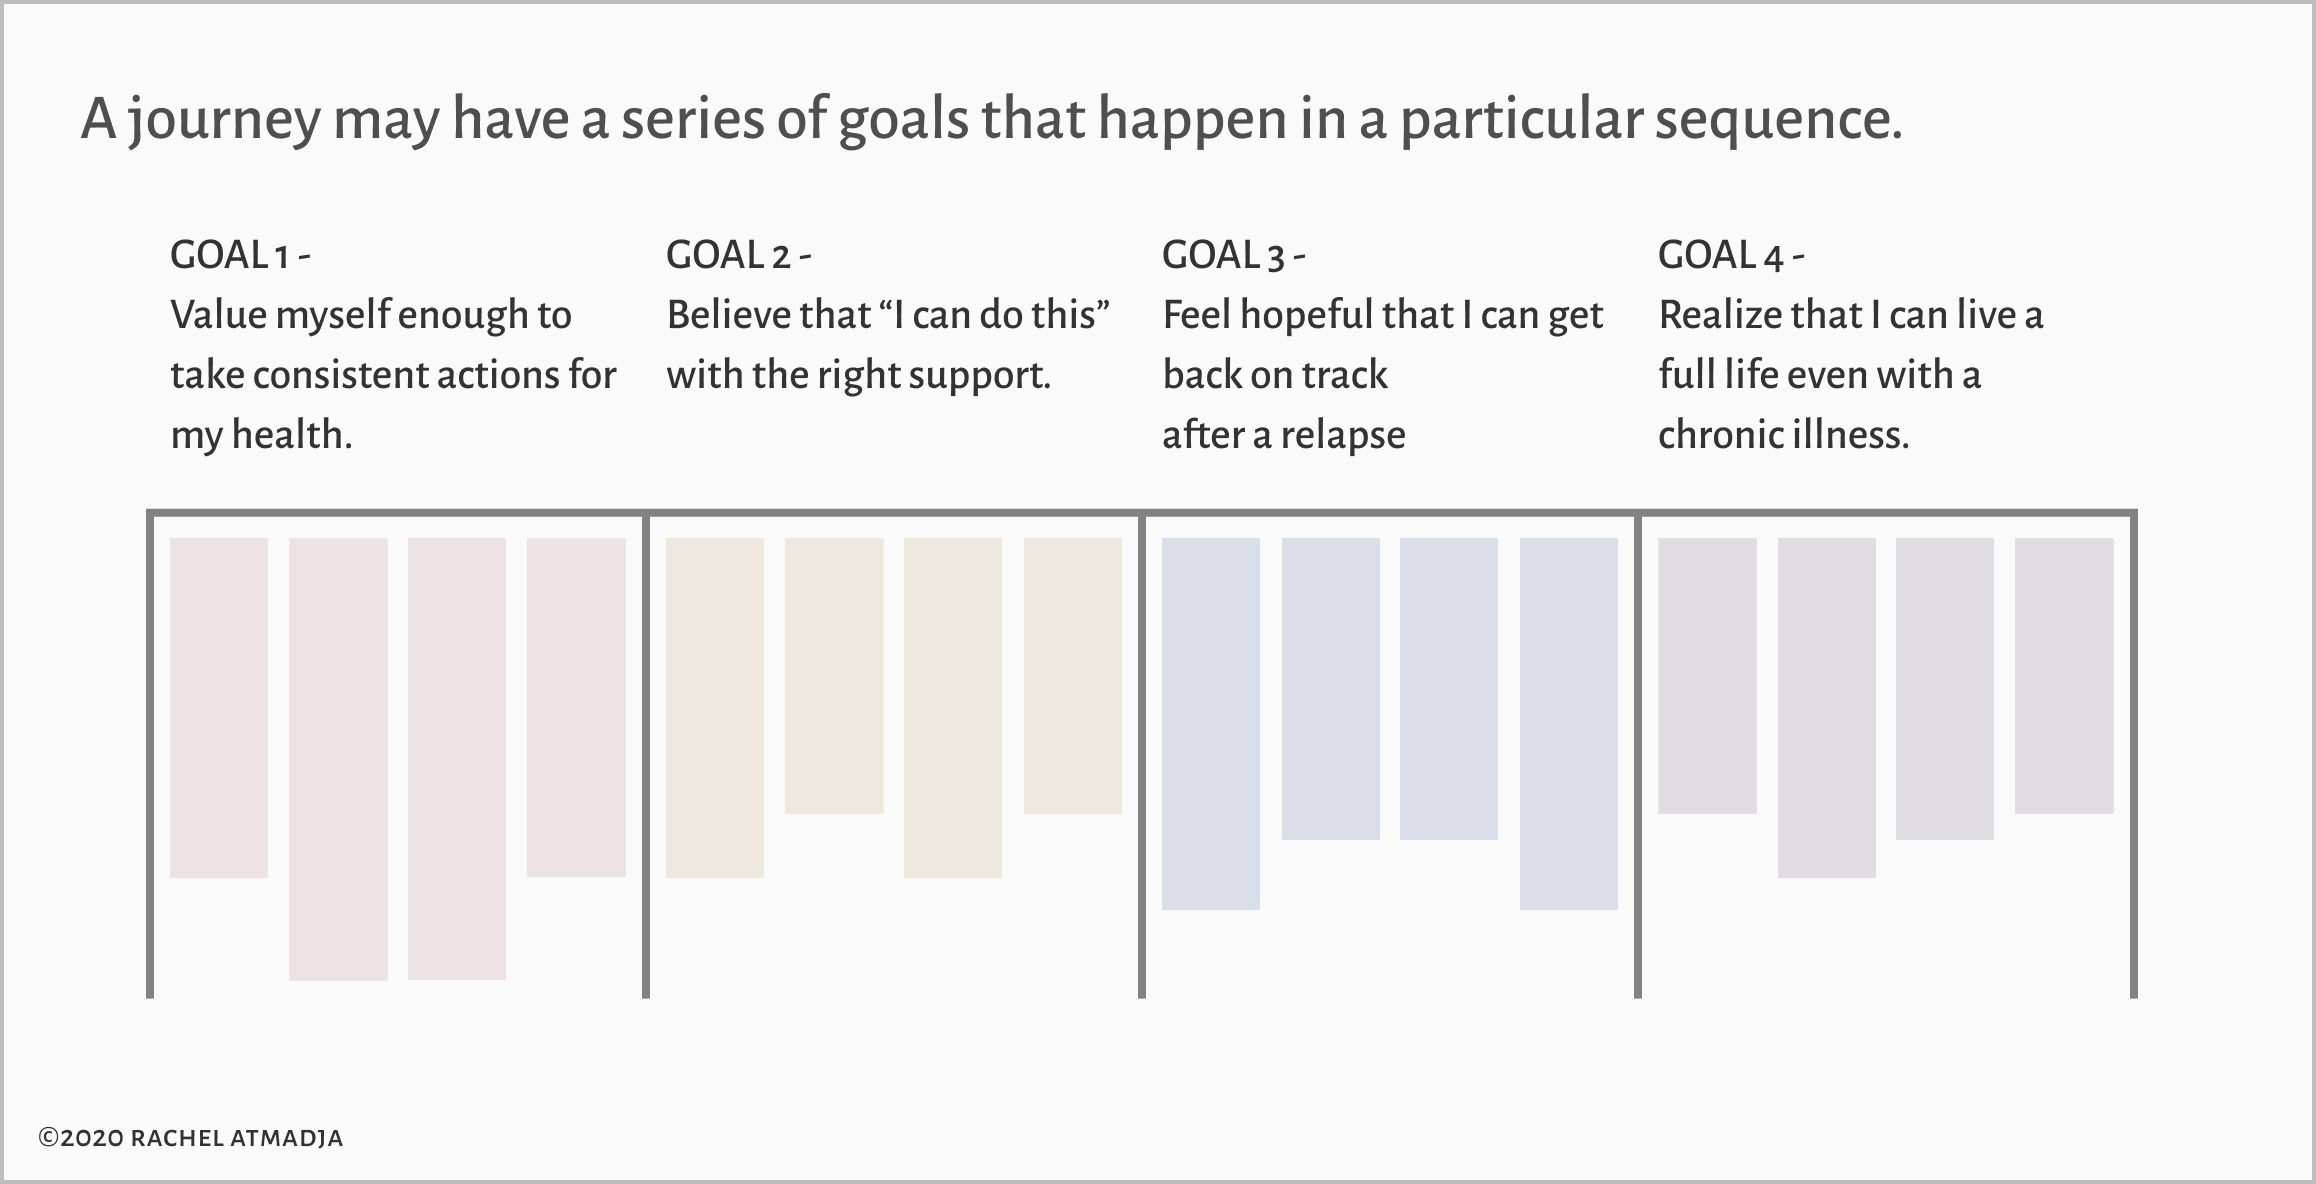 A journey may have a series of goals that happen in a particular sequence.
GOAL 1 -
Value myself enough to
take consistent actions for
my health.
GOAL 2 -
Believe that “I can do this”
with the right support.
GOAL 3 -
Feel hopeful that I can get
back on track
after a relapse
GOAL 4 -
Realize that I can live a
full life even with a
chronic illness.
©2020 RACHEL ATMADJA